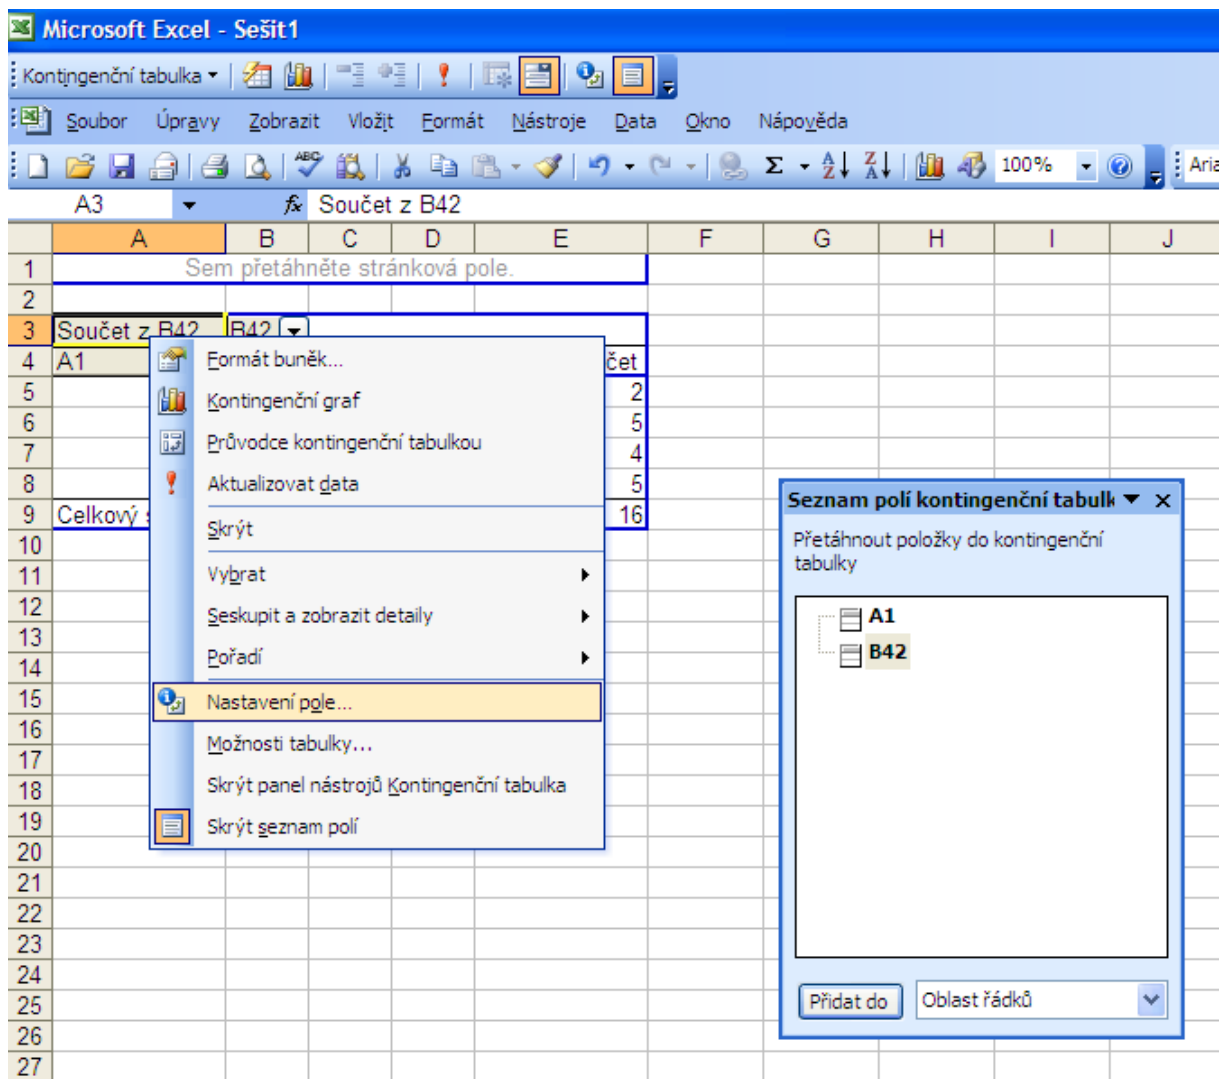 Microsoft Excel - Sešit1
Kontingenční tabulka
Soubor Úpravy Zobrazit Vložit Formát Nástroje Data Okno Nápověda
ABC Σ A Z Z A 100%
A3 fx Součet z B42
A B C D E F G H I J
1 Sem přetáhněte stránková pole.
2
3 Součet z B42 B42
4 A1
5 2
6 5
7 4
8 5
9 Celkový 16
10
11
12
13
14
15
16
17
18
19
20
21
22
23
24
25
26
27
Formát buněk...
Kontingenční graf
Průvodce kontingenční tabulkou
Aktualizovat data
Skrýt
Vybrat
Seskupit a zobrazit detaily
Pořadí
Nastavení pole...
Možnosti tabulky...
Skrýt panel nástrojů Kontingenční tabulka
Skrýt seznam polí
Seznam polí kontingenční
Přetáhnout položky do kontingenční
tabulky
A1
B42
Přidat do Oblast řádků